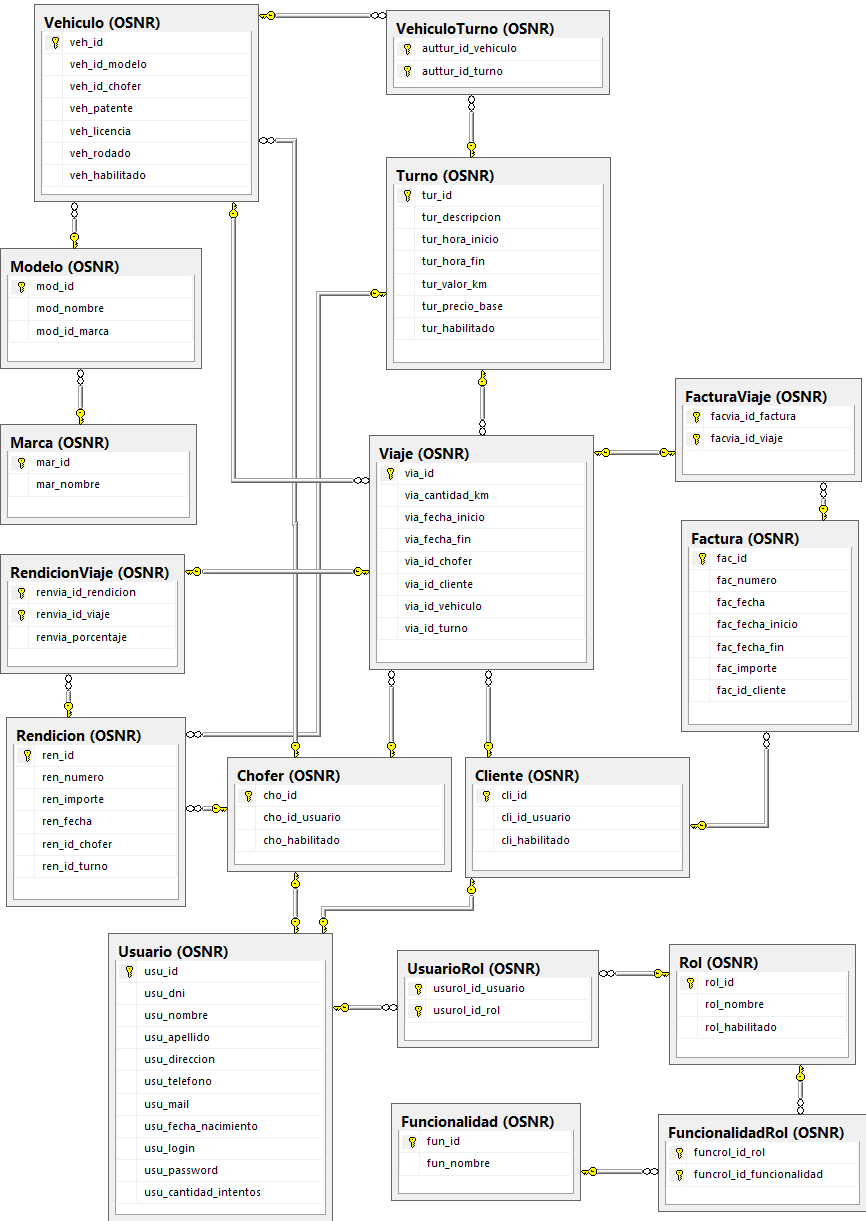 Vehiculo (OSNR)
veh_id
veh_id_modelo
veh_id_chofer
veh_patente
veh_licencia
veh_rodado
veh_habilitado
VehiculoTurno (OSNR)
auttur_id_vehiculo
auttur_id_turno
Turno (OSNR)
tur_id
tur_descripcion
tur_hora_inicio
tur_hora_fin
tur_valor_km
tur_precio_base
tur_habilitado
Modelo (OSNR)
mod_id
mod_nombre
mod_id_marca
Marca (OSNR)
mar_id
mar_nombre
FacturaViaje (OSNR)
facvia_id_factura
facvia_id_viaje
Viaje (OSNR)
via_id
via_cantidad_km
via_fecha_inicio
via_fecha_fin
via_id_chofer
via_id_cliente
via_id_vehiculo
via_id_turno
Factura (OSNR)
fac_id
fac_numero
fac_fecha
fac_fecha_inicio
fac_fecha_fin
fac_importe
fac_id_cliente
RendicionViaje (OSNR)
renvia_id_rendicion
renvia_id_viaje
renvia_porcentaje
Rendicion (OSNR)
ren_id
ren_numero
ren_importe
ren_fecha
ren_id_chofer
ren_id_turno
Chofer (OSNR)
cho_id
cho_id_usuario
cho_habilitado
Cliente (OSNR)
cli_id
cli_id_usuario
cli_habilitado
Usuario (OSNR)
usu_id
usu_dni
usu_nombre
usu_apellido
usu_direccion
usu_telefono
usu_mail
usu_fecha_nacimiento
usu_login
usu_password
usu_cantidad_intentos
UsuarioRol (OSNR)
usurol_id_usuario
usurol_id_rol
Rol (OSNR)
rol_id
rol_nombre
rol_habilitado
Funcionalidad (OSNR)
fun_id
fun_nombre
FuncionalidadRol (OSNR)
funcrol_id_rol
funcrol_id_funcionalidad